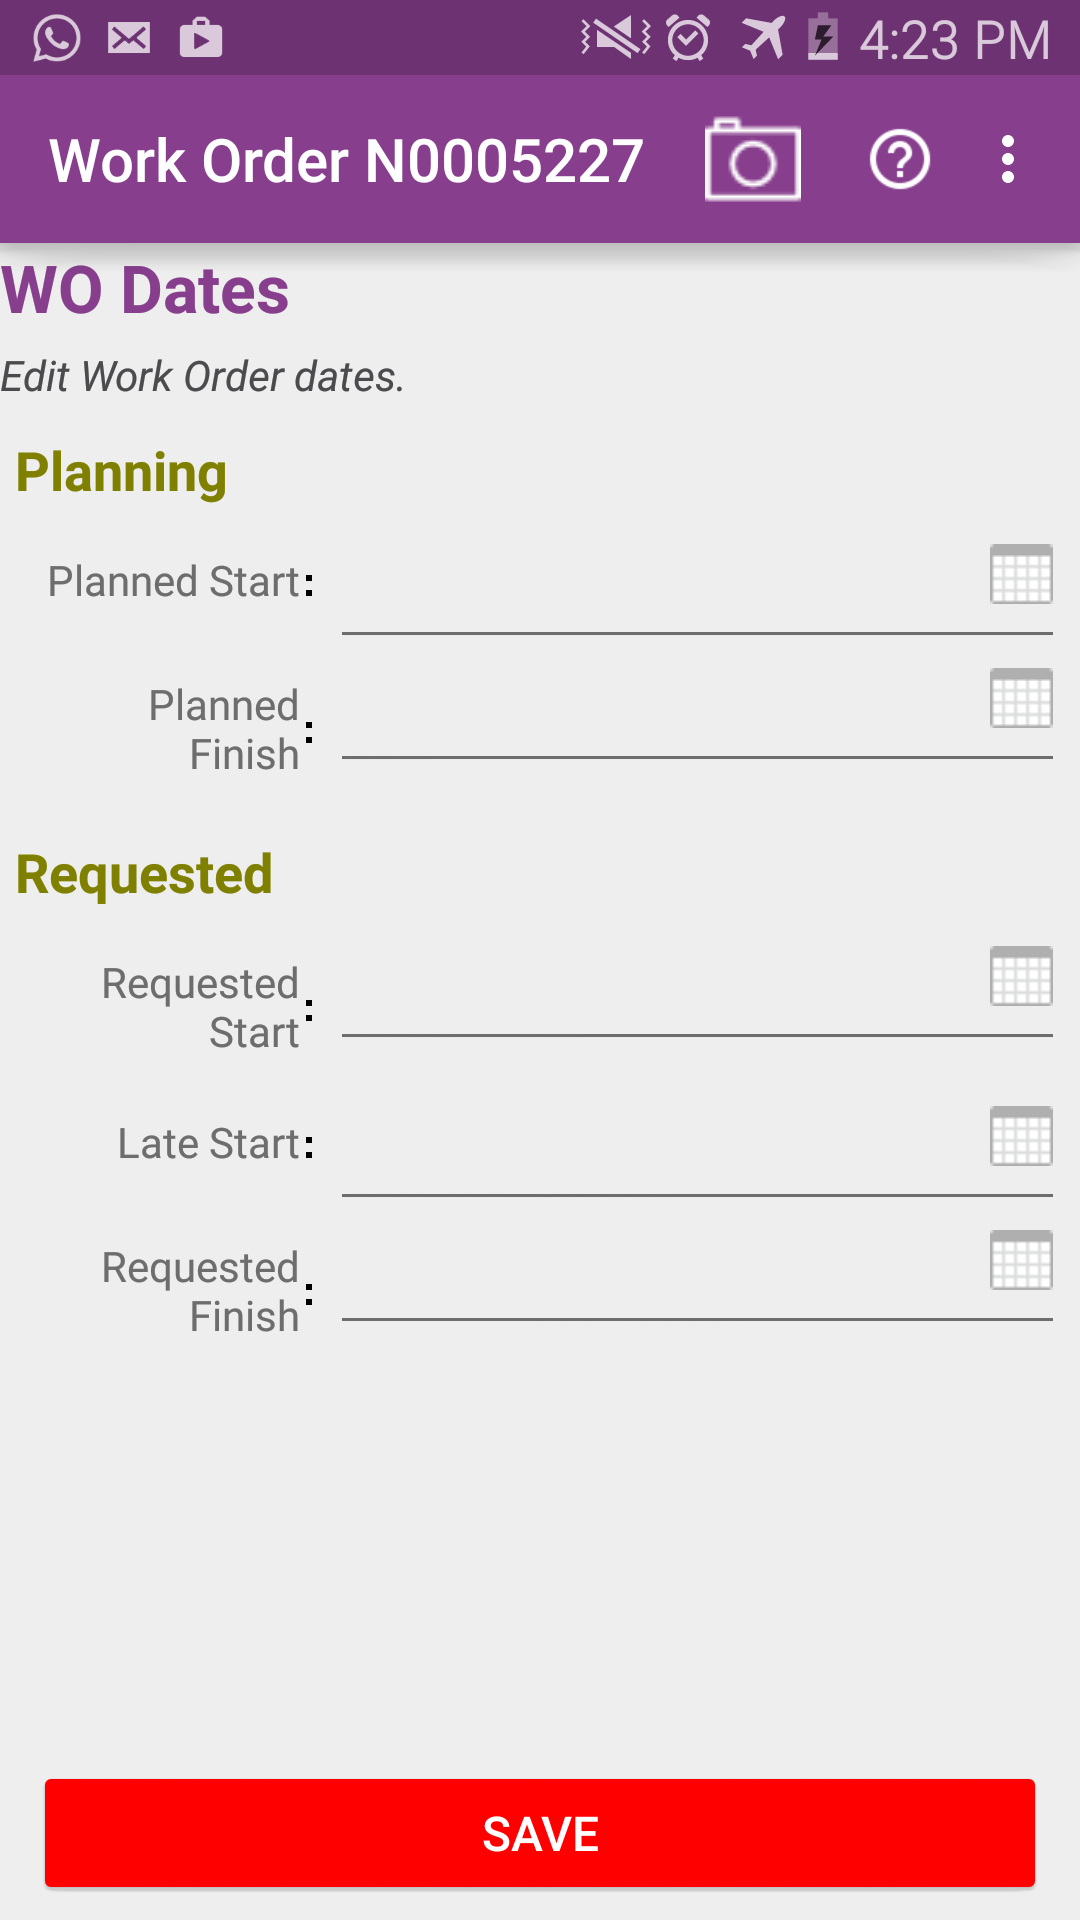 4:23 PM
Work Order N0005227
WO Dates
Edit Work Order dates.
Planning
Planned Start:
Planned
Finish:
Requested
Requested
Start:
Late Start:
Requested
Finish:
SAVE